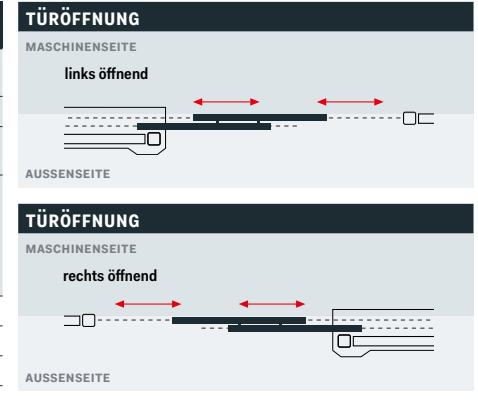 TÜRÖFFNUNG
MASCHINENSEITE
links öffnend
AUSSENSEITE
TÜRÖFFNUNG
MASCHINENSEITE
rechts öffnend
AUSSENSEITE